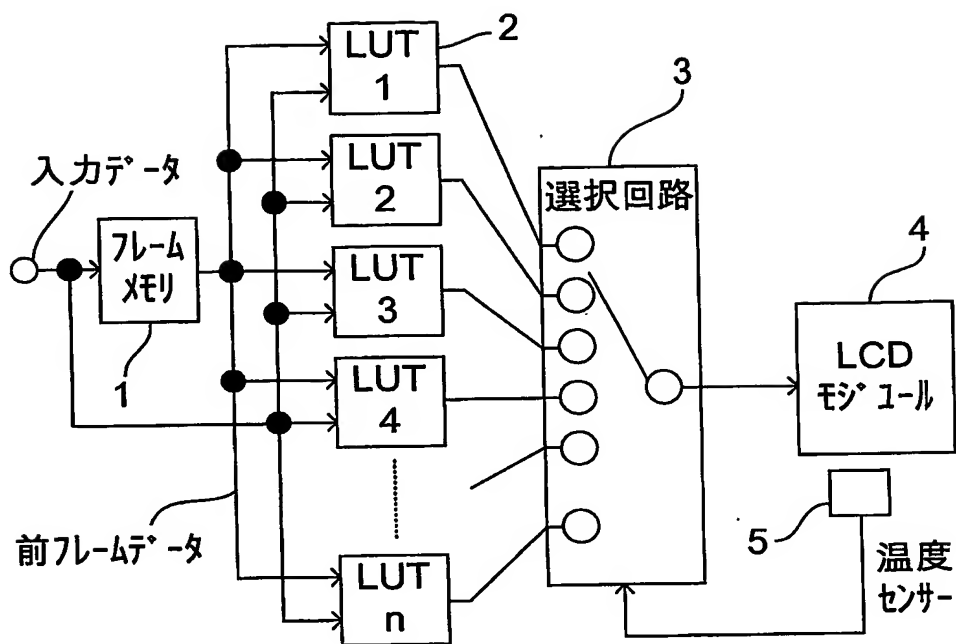 LUT
1
2
LUT
2
3
入力ﾃﾞｰﾀ
選択回路
ﾌﾚｰﾑ
ﾒﾓﾘ
1
LUT
3
4
LCD
ﾓｼﾞｭｰﾙ
LUT
4
前ﾌﾚｰﾑﾃﾞｰﾀ
5
温度
ｾﾝｻｰ
LUT
n